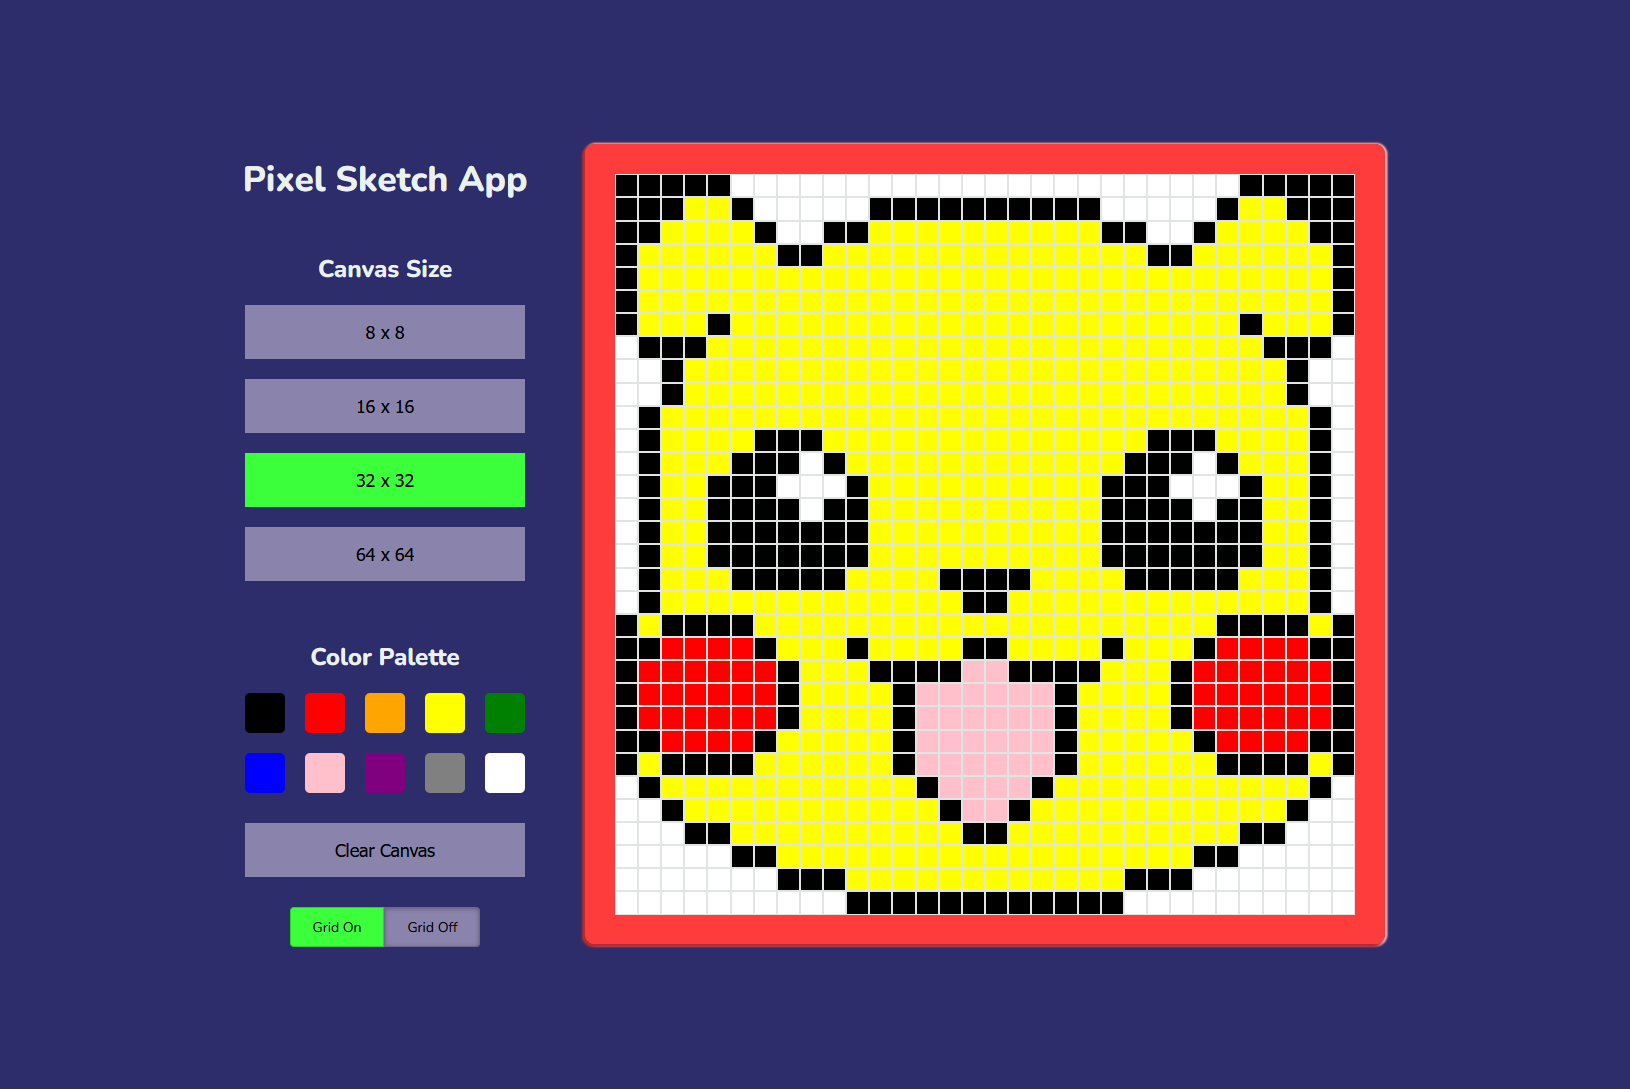 Pixel Sketch App
Canvas Size
8 x 8
16 x 16
32 x 32
64 x 64
Color Palette
Clear Canvas
Grid On
Grid Off